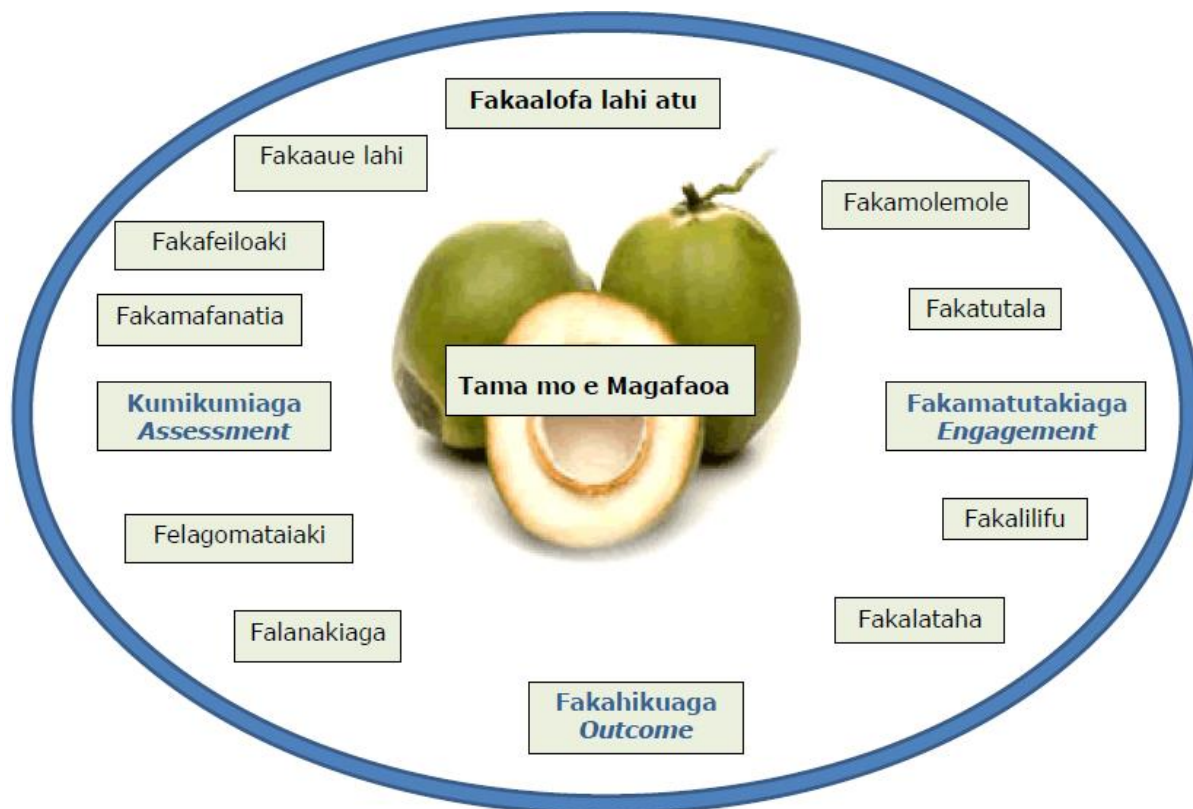 Fakaalofa lahi atu
Fakaaue lahi
Fakamolemole
Fakafeiloaki
Fakamafanatia
Fakatutala
Tama mo e Magafaoa
Kumikumiaga
Assessment
Fakamatutakiaga
Engagement
Felagomataiaki
Fakalilifu
Falanakiaga
Fakalataha
Fakahikuaga
Outcome